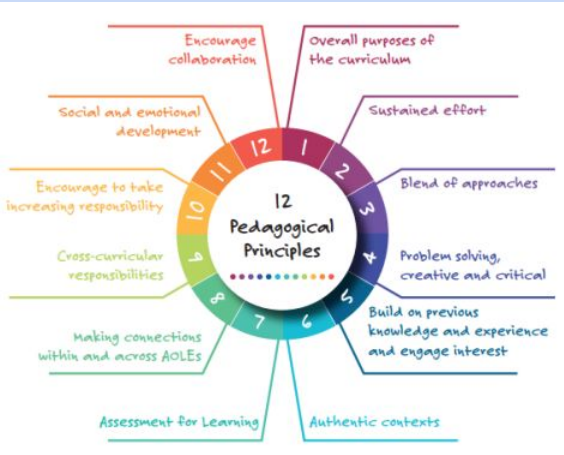 12
Pedagogical
Principles
1
Overall purposes of
the curriculum
2
Sustained effort
3
Blend of approaches
4
Problem solving,
creative and critical
5
Build on previous
knowledge and experience
and engage interest
6
Authentic contexts
7
Assessment for Learning
8
Making connections
within and across AOLEs
9
Cross-curricular
responsibilities
10
Encourage to take
increasing responsibility
11
Social and emotional
development
12
Encourage
collaboration